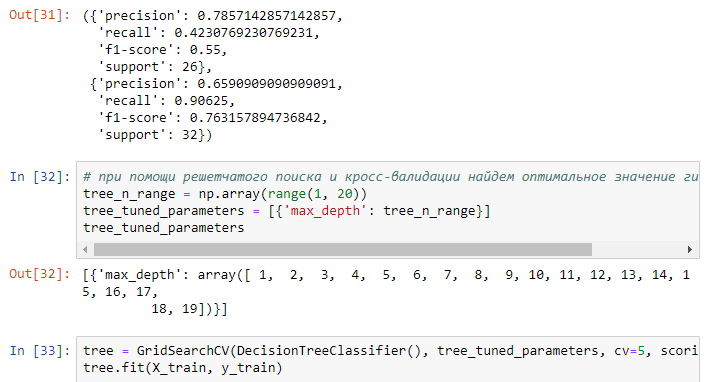 Out[31]: ({'precision': 0.7857142857142857,
'recall': 0.4230769230769231,
'f1-score': 0.55,
'support': 26},
{'precision': 0.6590909090909091,
'recall': 0.90625,
'f1-score': 0.763157894736842,
'support': 32})
In [32]: # при помощи решетчатого поиска и кросс-валидации найдем оптимальное значение ги
tree_n_range = np.array(range(1, 20))
tree_tuned_parameters = [{'max_depth': tree_n_range}]
tree_tuned_parameters
Out[32]: [{'max_depth': array([ 1,  2,  3,  4,  5,  6,  7,  8,  9, 10, 11, 12, 13, 14, 1
5, 16, 17,
18, 19])}]
In [33]: tree = GridSearchCV(DecisionTreeClassifier(), tree_tuned_parameters, cv=5, scori
tree.fit(X_train, y_train)